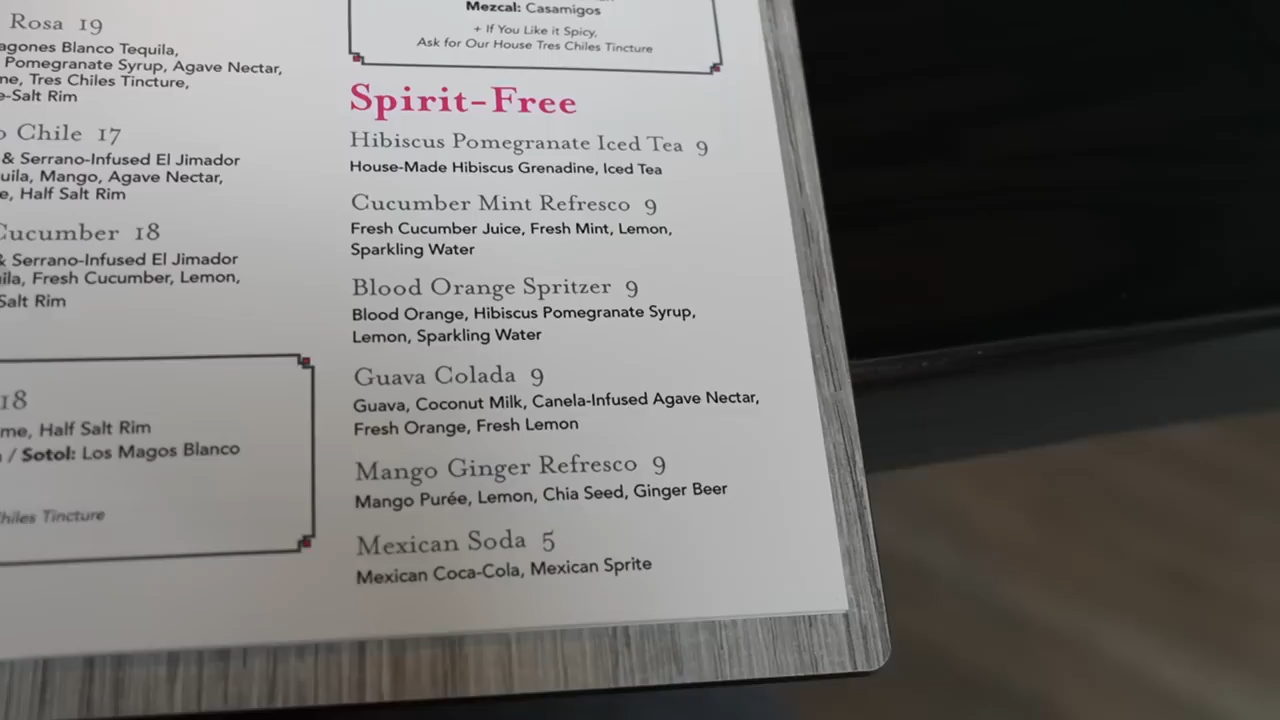 Rosa 19
agones Blanco Tequila,
Pomegranate Syrup, Agave Nectar,
ne, Tres Chiles Tincture,
e-Salt Rim
o Chile 17
& Serrano-Infused El Jimador
uila, Mango, Agave Nectar,
e, Half Salt Rim
Cucumber 18
& Serrano-Infused El Jimador
ila, Fresh Cucumber, Lemon,
Salt Rim
18
me, Half Salt Rim
/ Sotol: Los Magos Blanco
Chiles Tincture
Mezcal: Casamigos
+ If You Like it Spicy,
Ask for Our House Tres Chiles Tincture
Spirit-Free
Hibiscus Pomegranate Iced Tea 9
House-Made Hibiscus Grenadine, Iced Tea
Cucumber Mint Refresco 9
Fresh Cucumber Juice, Fresh Mint, Lemon,
Sparkling Water
Blood Orange Spritzer 9
Blood Orange, Hibiscus Pomegranate Syrup,
Lemon, Sparkling Water
Guava Colada 9
Guava, Coconut Milk, Canela-Infused Agave Nectar,
Fresh Orange, Fresh Lemon
Mango Ginger Refresco 9
Mango Purée, Lemon, Chia Seed, Ginger Beer
Mexican Soda 5
Mexican Coca-Cola, Mexican Sprite